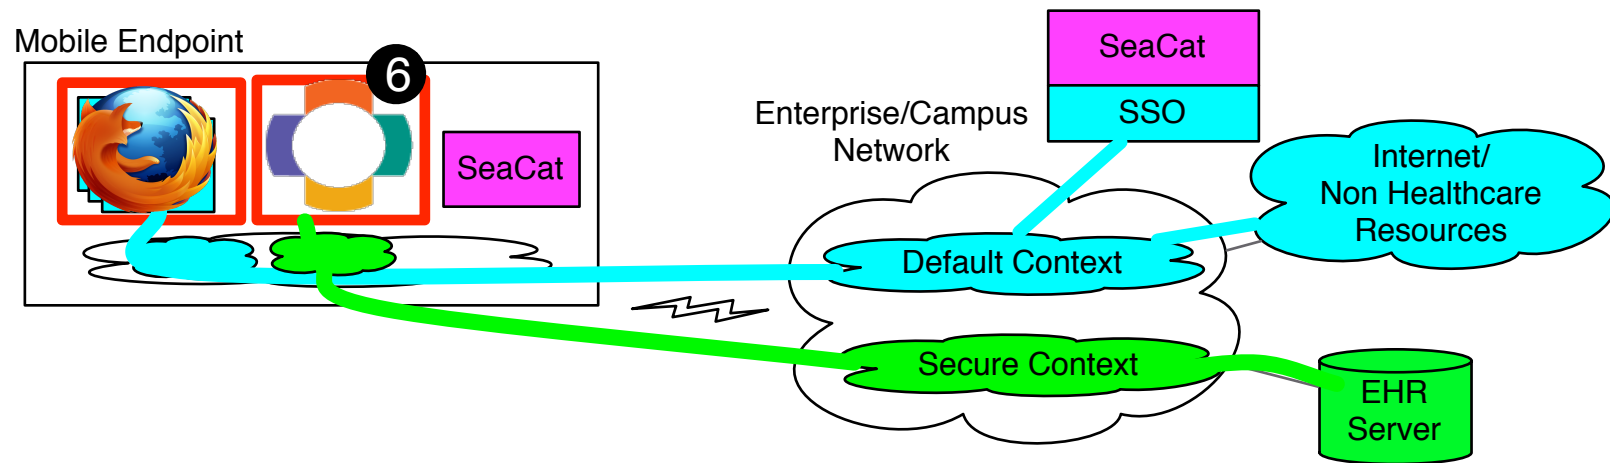 Mobile Endpoint
6
SeaCat
SeaCat
SSO
Enterprise/Campus
Network
Internet/
Non Healthcare
Resources
Default Context
Secure Context
EHR
Server